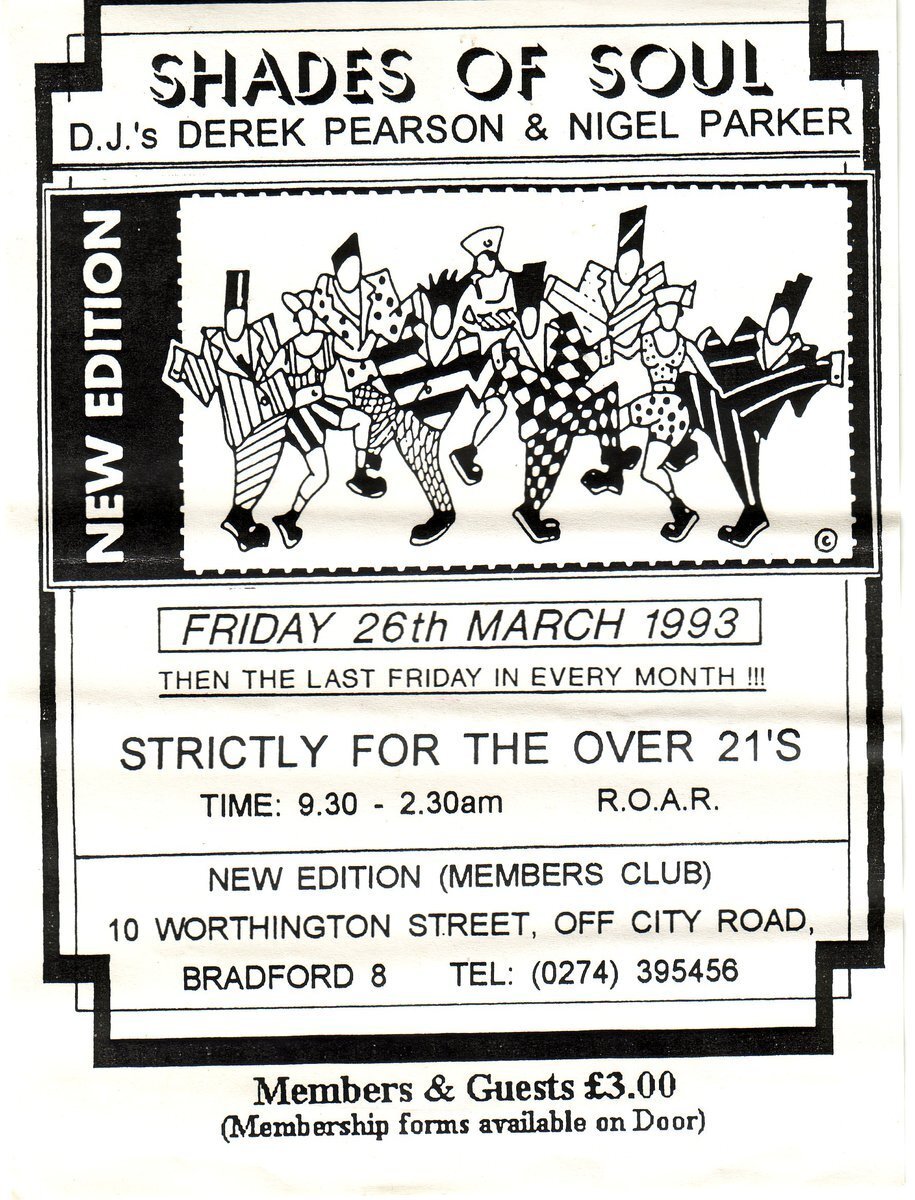 SHADES OF SOUL
D.J.'s DEREK PEARSON & NIGEL PARKER
NEW EDITION
©
FRIDAY 26th MARCH 1993
THEN THE LAST FRIDAY IN EVERY MONTH !!!
STRICTLY FOR THE OVER 21'S
TIME: 9.30 - 2.30am R.O.A.R.
NEW EDITION (MEMBERS CLUB)
10 WORTHINGTON STREET, OFF CITY ROAD,
BRADFORD 8 TEL: (0274) 395456
Members & Guests £3.00
(Membership forms available on Door)